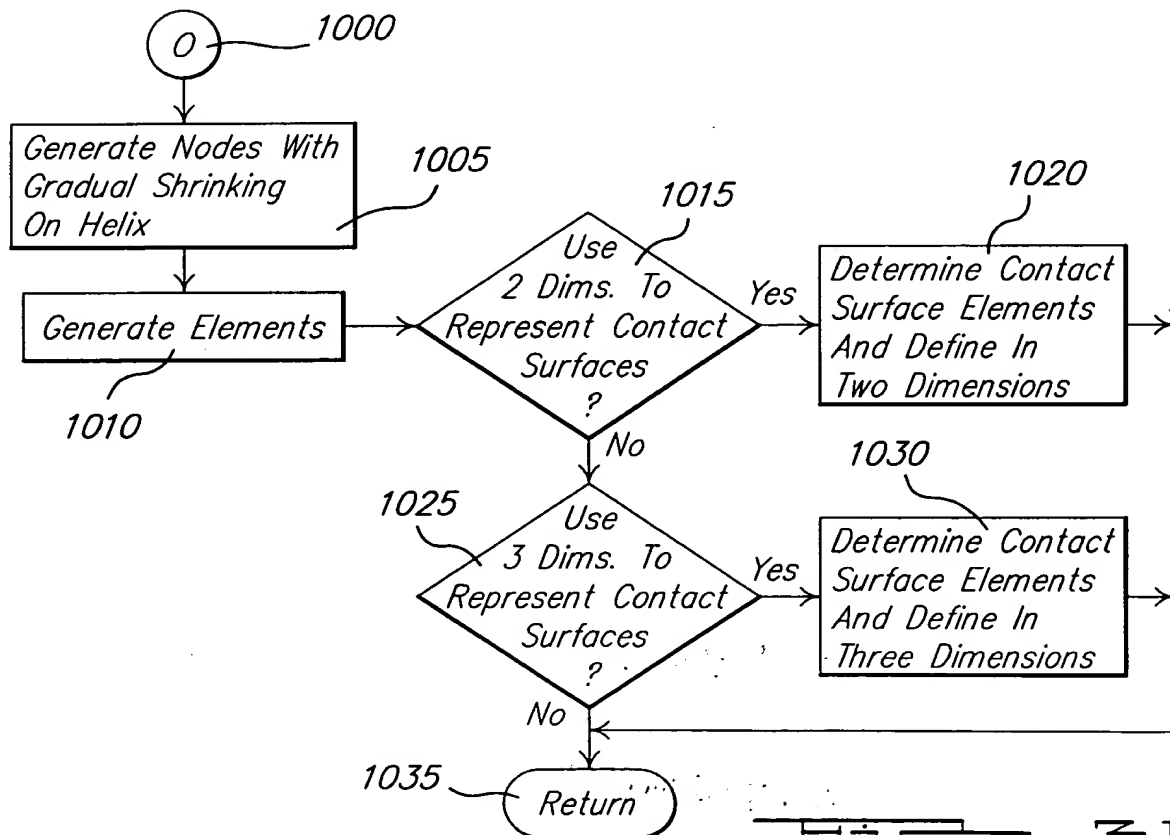 O
1000
Generate Nodes With
Gradual Shrinking
On Helix
1005
Generate Elements
1010
Use
2 Dims. To
Represent Contact
Surfaces
?
1015
Yes
No
1020
Determine Contact
Surface Elements
And Define In
Two Dimensions
1025
Use
3 Dims. To
Represent Contact
Surfaces
?
Yes
No
1030
Determine Contact
Surface Elements
And Define In
Three Dimensions
1035
Return